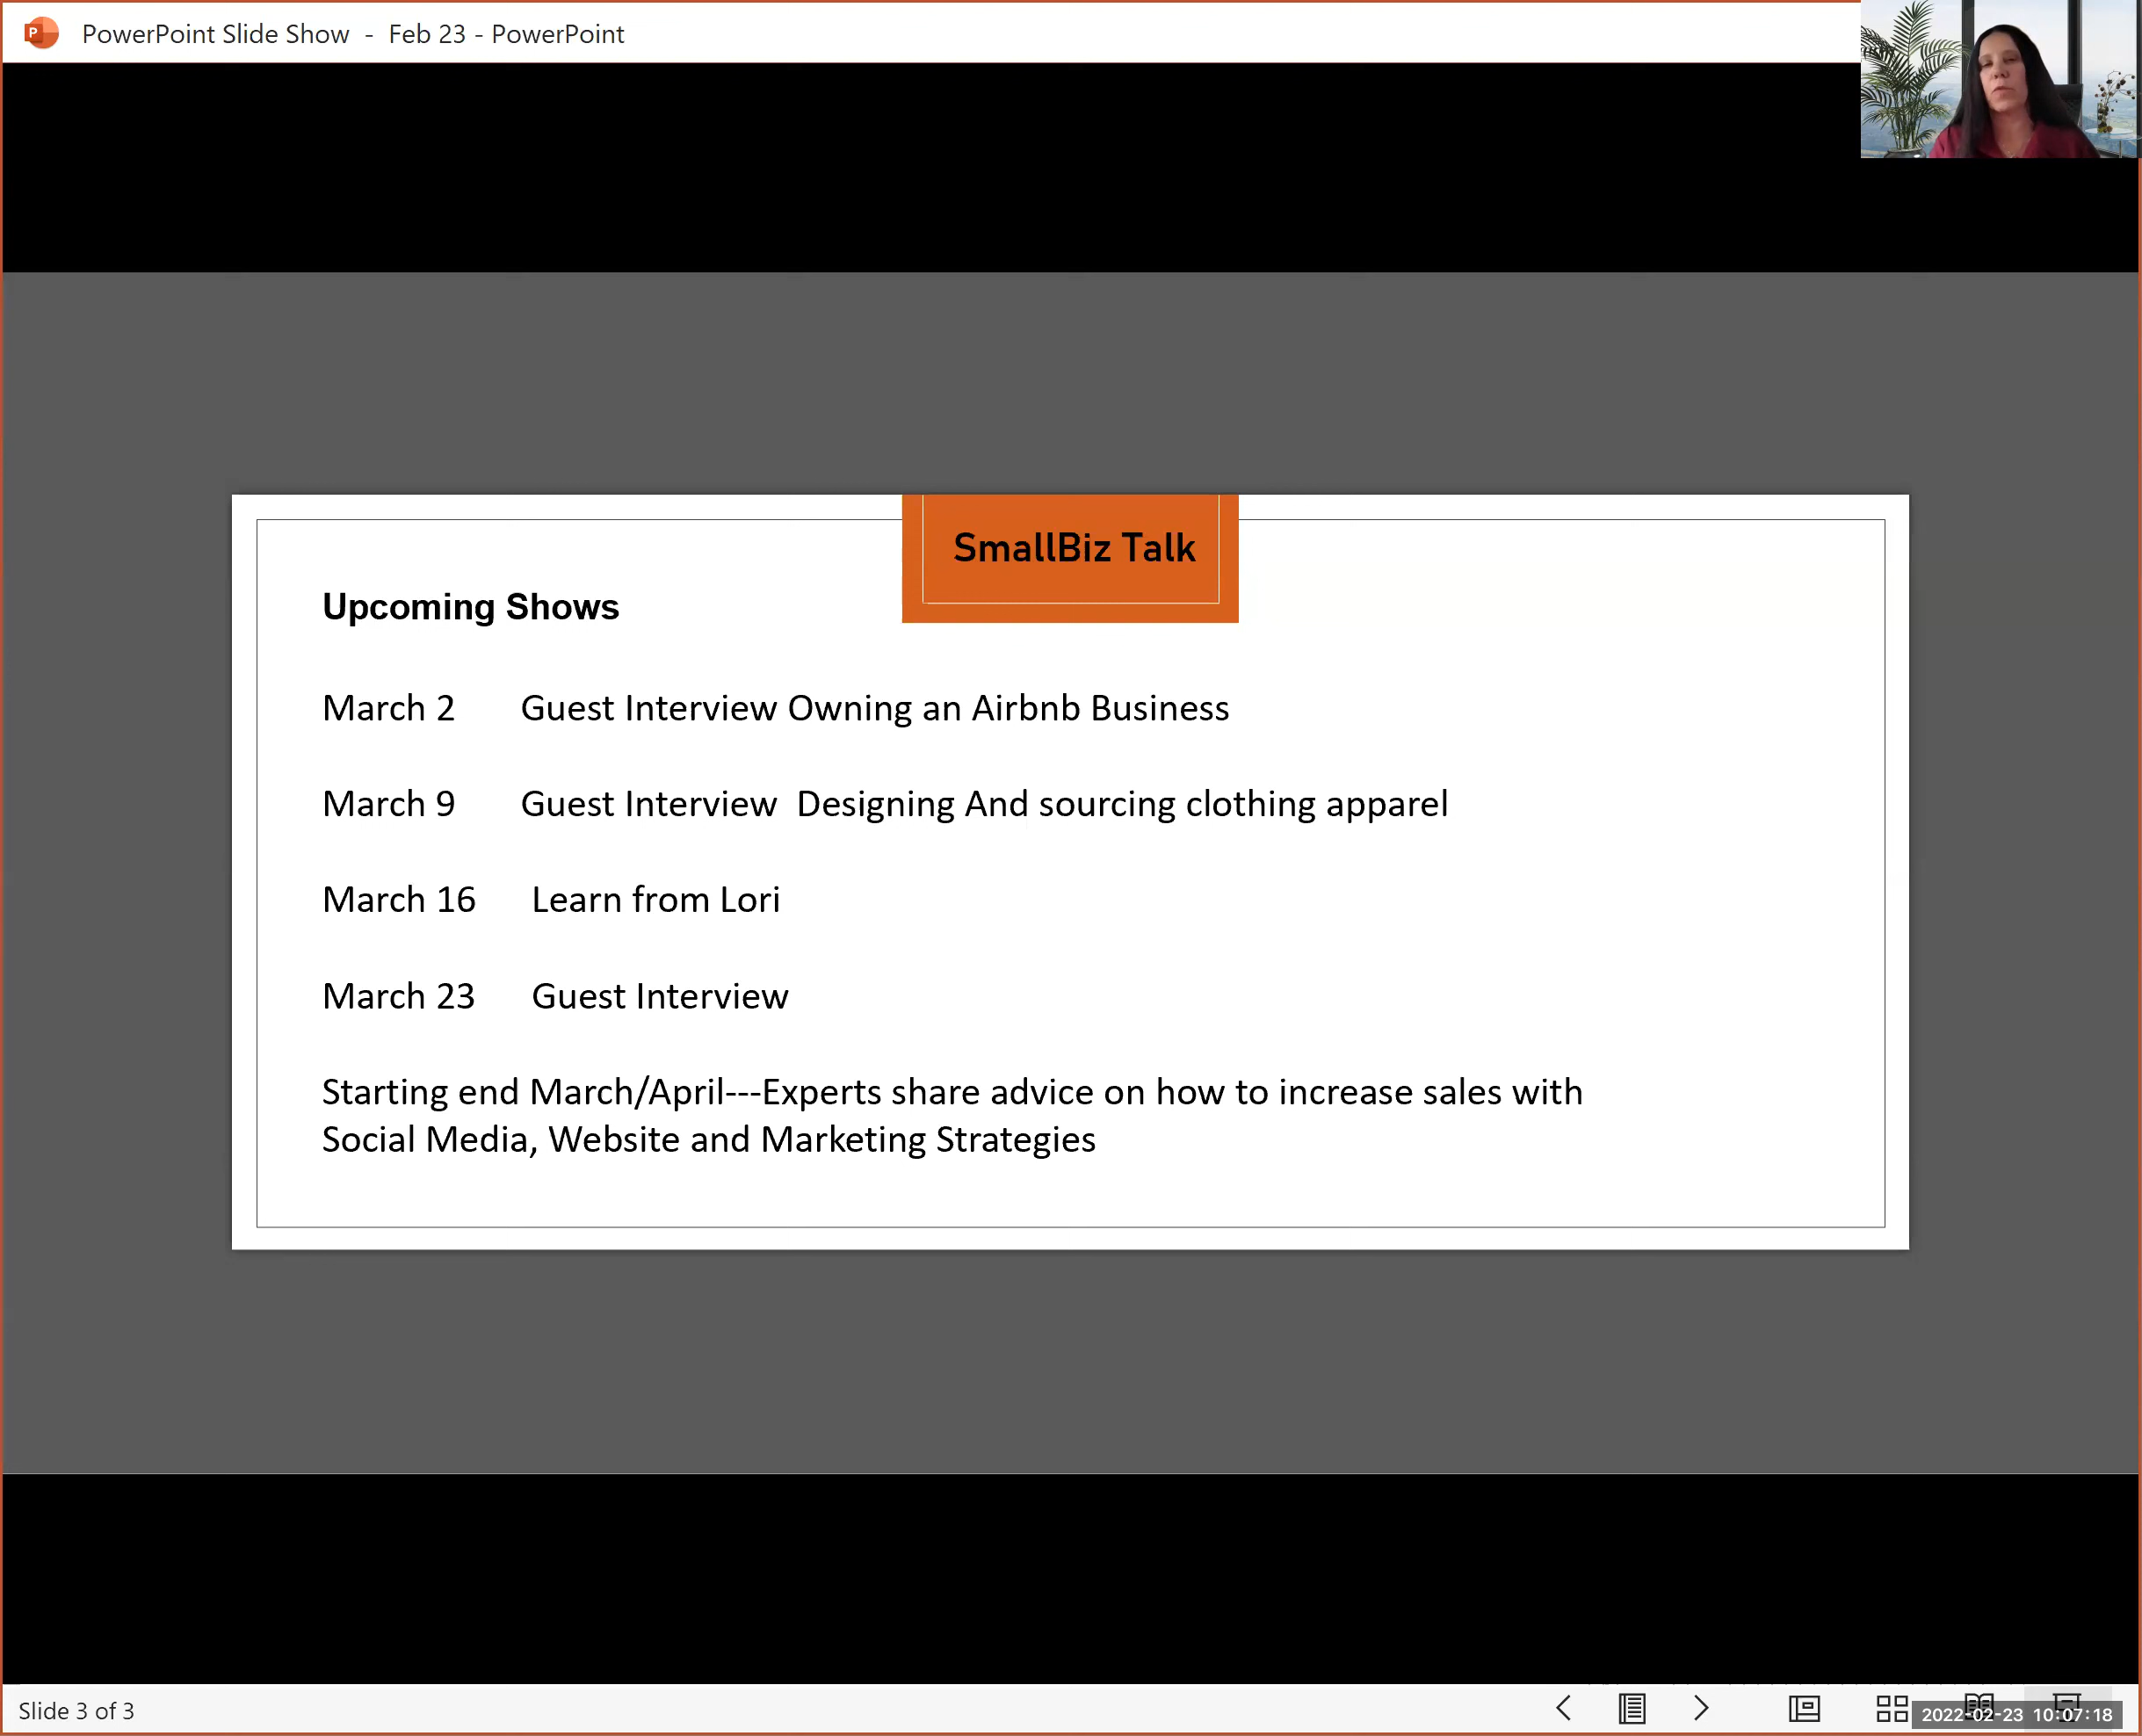 PowerPoint Slide Show - Feb 23 - PowerPoint
SmallBiz Talk
Upcoming Shows
March 2 Guest Interview Owning an Airbnb Business
March 9 Guest Interview Designing And sourcing clothing apparel
March 16 Learn from Lori
March 23 Guest Interview
Starting end March/April---Experts share advice on how to increase sales with
Social Media, Website and Marketing Strategies
Slide 3 of 3
2022-02-23 10:07:18